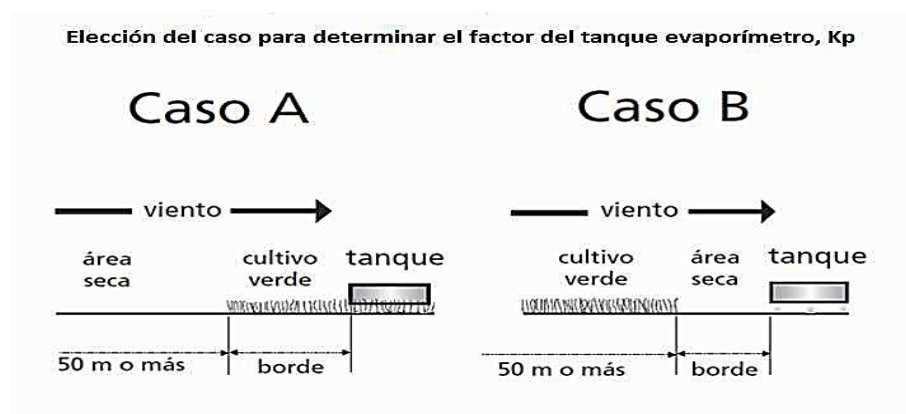 Elección del caso para determinar el factor del tanque evaporímetro, Kp
Caso A
viento
área
seca
cultivo
verde
tanque
50 m o más
borde
Caso B
viento
cultivo
verde
área
seca
tanque
50 m o más
borde